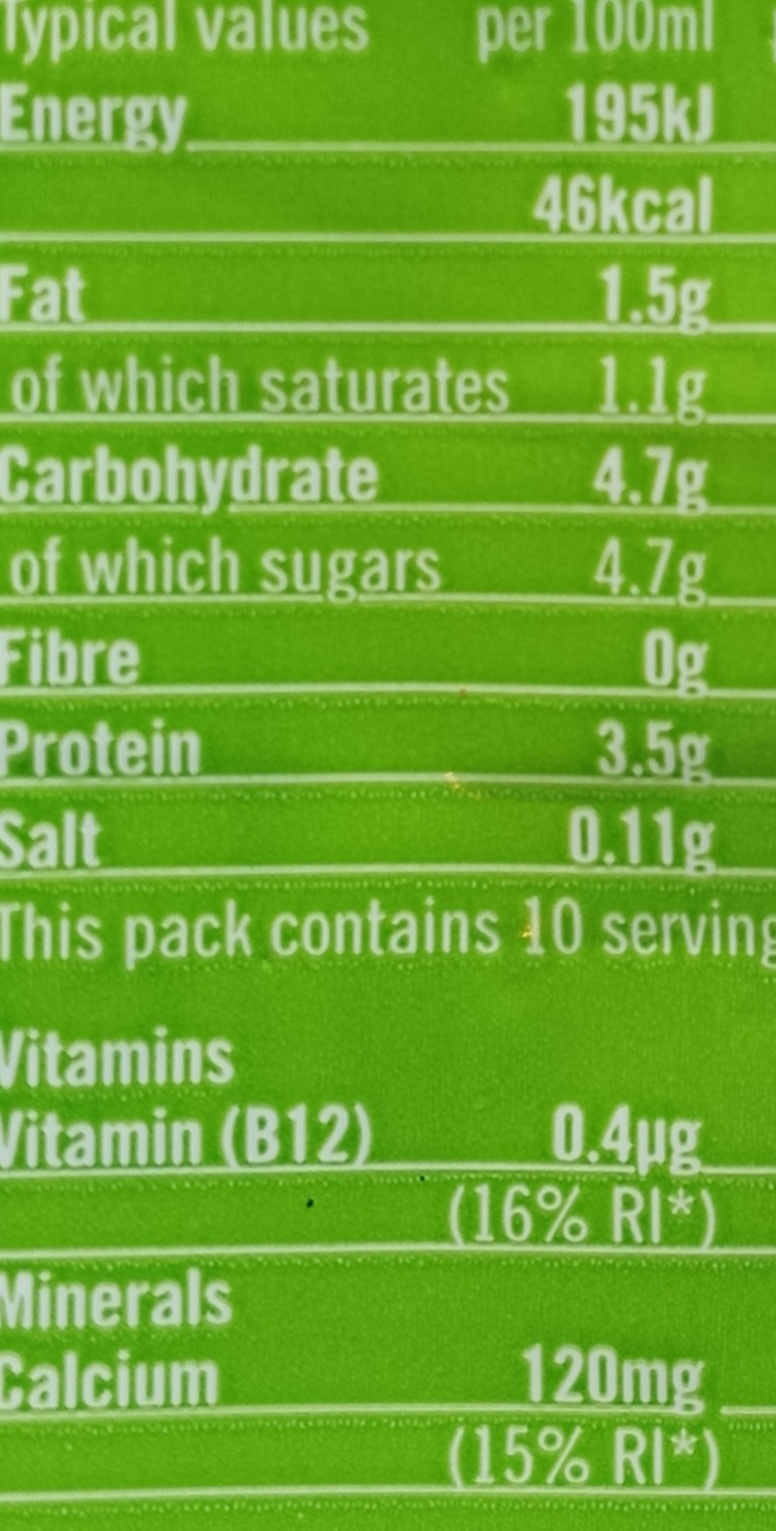 Typical values per 100ml
Energy 195kJ
46kcal
Fat 1.5g
of which saturates 1.1g
Carbohydrate 4.7g
of which sugars 4.7g
Fibre 0g
Protein 3.5g
Salt 0.11g
This pack contains 10 serving
Vitamins
Vitamin (B12) 0.4µg
(16% RI*)
Minerals
Calcium 120mg
(15% RI*)